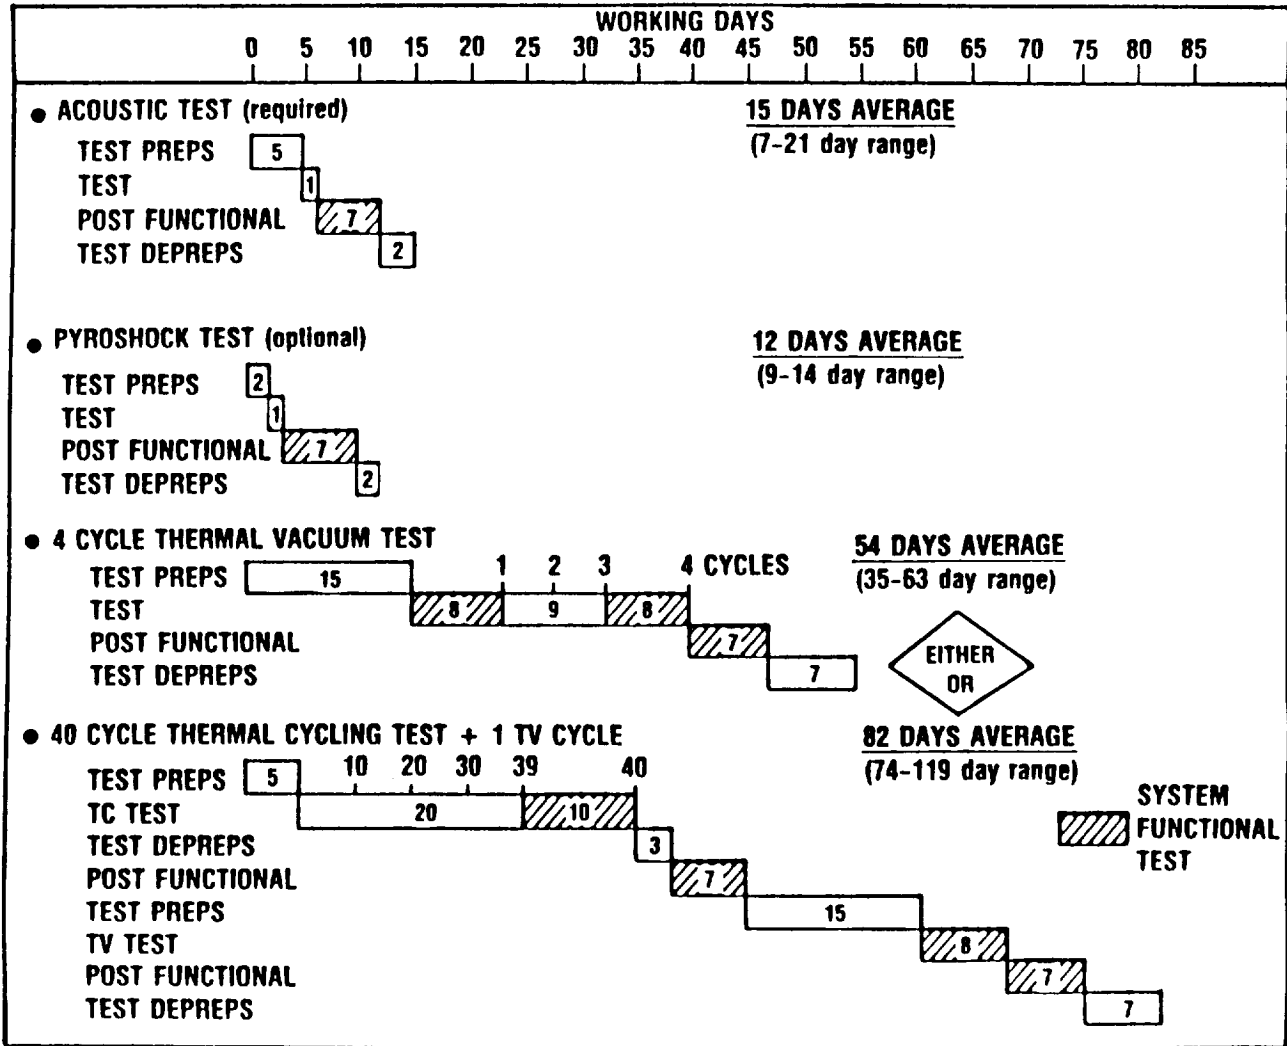 WORKING DAYS
0 5 10 15 20 25 30 35 40 45 50 55 60 65 70 75 80 85
● ACOUSTIC TEST (required)
15 DAYS AVERAGE
(7-21 day range)
TEST PREPS 5
TEST 1
POST FUNCTIONAL 7
TEST DEPREPS 2
● PYROSHOCK TEST (optional)
12 DAYS AVERAGE
(9-14 day range)
TEST PREPS 2
TEST 1
POST FUNCTIONAL 7
TEST DEPREPS 2
● 4 CYCLE THERMAL VACUUM TEST
54 DAYS AVERAGE
(35-63 day range)
TEST PREPS 15 1 2 3 4 CYCLES
TEST 8 9 8
POST FUNCTIONAL 7
TEST DEPREPS 7
EITHER
OR
● 40 CYCLE THERMAL CYCLING TEST + 1 TV CYCLE
82 DAYS AVERAGE
(74-119 day range)
TEST PREPS 5 10 20 30 39 40
TC TEST 20 10
TEST DEPREPS 3
POST FUNCTIONAL 7
TEST PREPS 15
TV TEST 8
POST FUNCTIONAL 7
TEST DEPREPS 7
SYSTEM
FUNCTIONAL
TEST